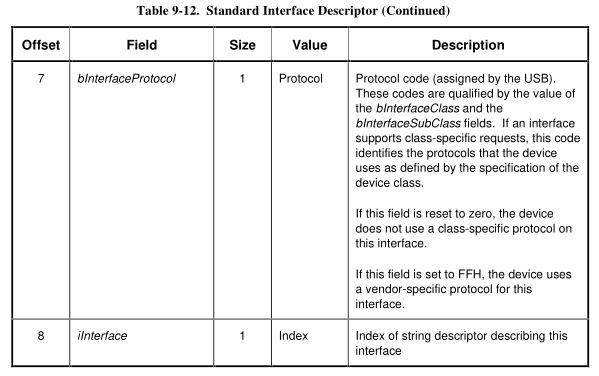 Table 9-12. Standard Interface Descriptor (Continued)
Offset Field Size Value Description
7 bInterfaceProtocol 1 Protocol Protocol code (assigned by the USB).
These codes are qualified by the value of
the bInterfaceClass and the
bInterfaceSubClass fields. If an interface
supports class-specific requests, this code
identifies the protocols that the device
uses as defined by the specification of the
device class.
If this field is reset to zero, the device
does not use a class-specific protocol on
this interface.
If this field is set to FFH, the device uses
a vendor-specific protocol for this
interface.
8 iInterface 1 Index Index of string descriptor describing this
interface